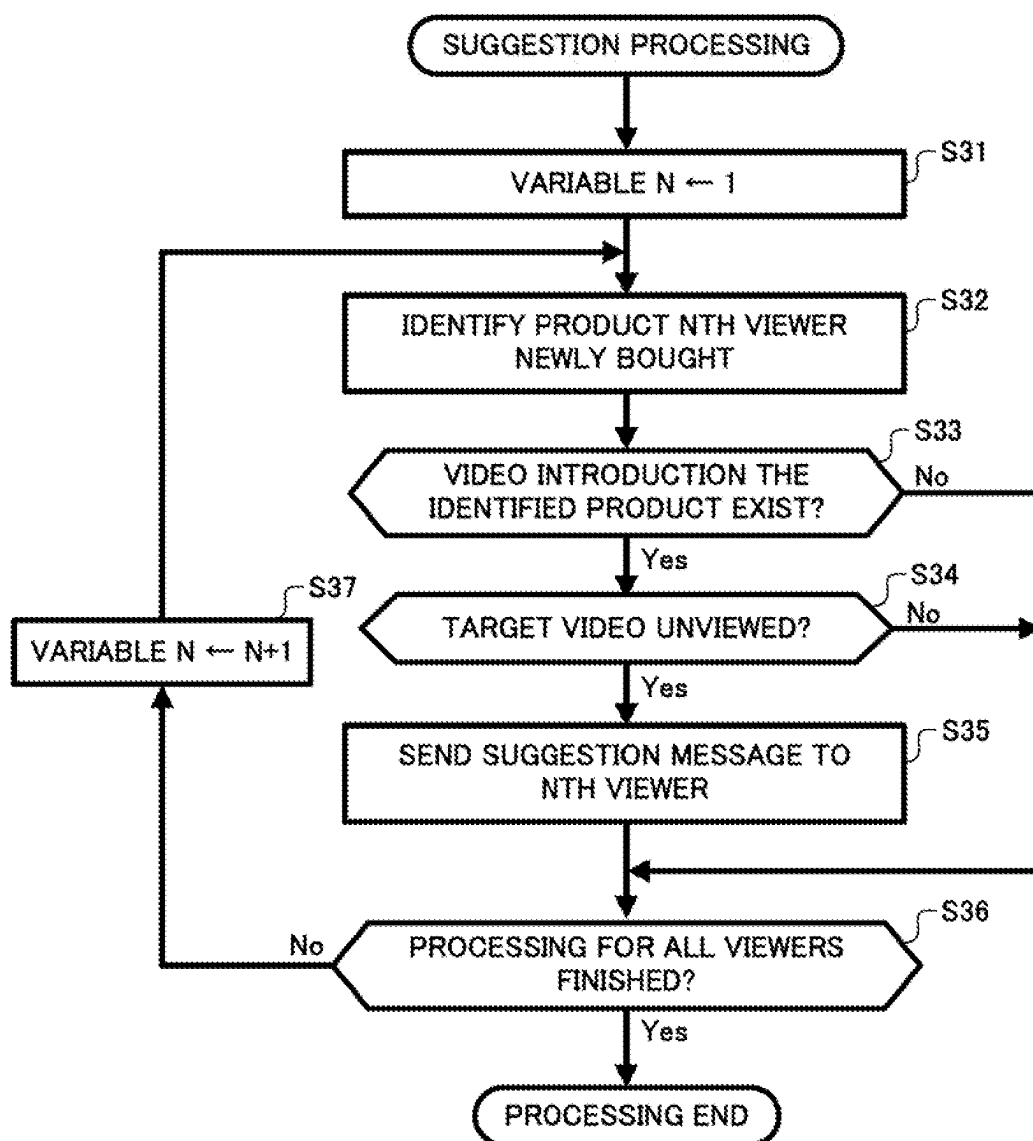 SUGGESTION PROCESSING
S31
VARIABLE N ← 1
S32
IDENTIFY PRODUCT NTH VIEWER
NEWLY BOUGHT
S33
VIDEO INTRODUCTION THE
IDENTIFIED PRODUCT EXIST?
No
Yes
S34
TARGET VIDEO UNVIEWED?
No
Yes
S37
VARIABLE N ← N+1
S35
SEND SUGGESTION MESSAGE TO
NTH VIEWER
S36
PROCESSING FOR ALL VIEWERS
FINISHED?
No
Yes
PROCESSING END